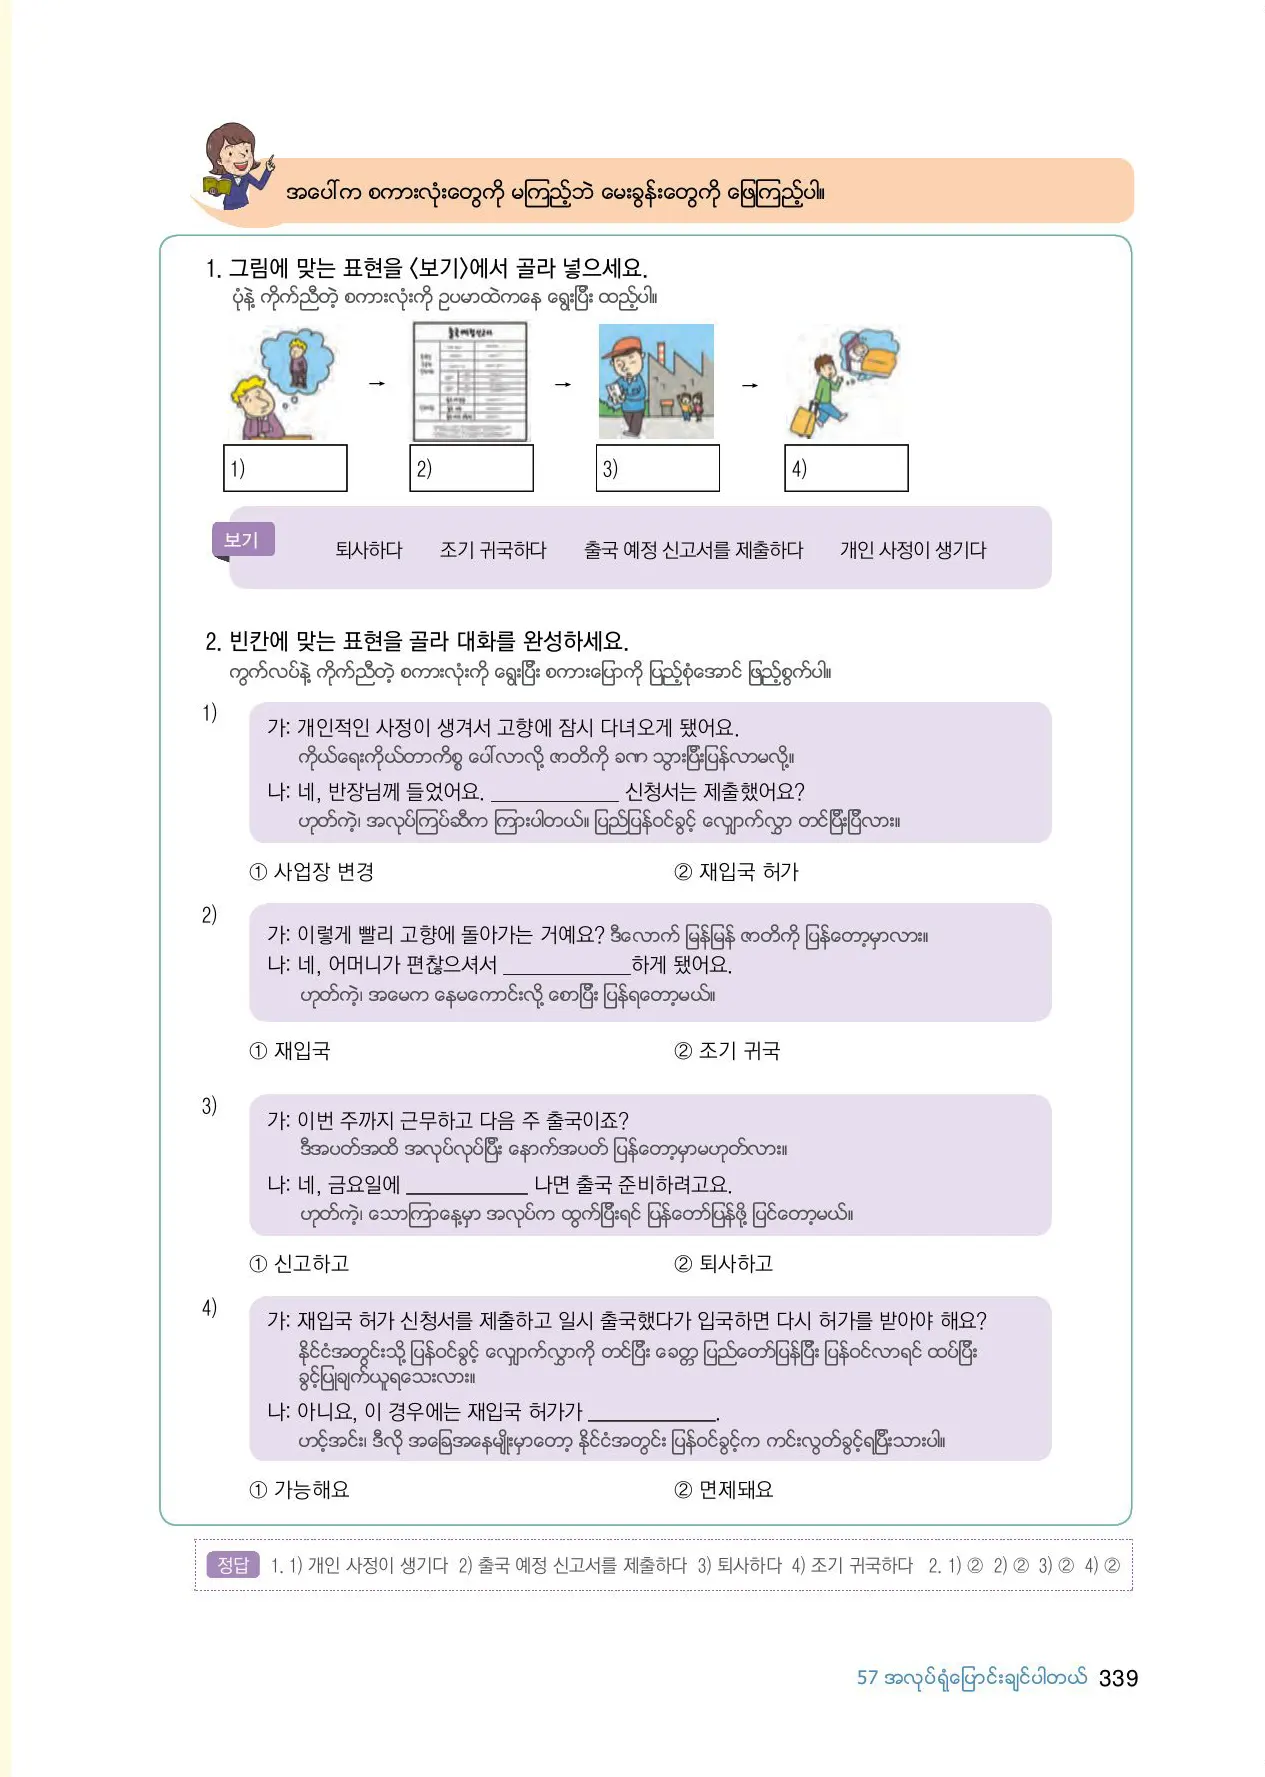 အပေါ်က စကားလုံးတွေကို မကြည့်ဘဲ မေးခွန်းတွေကို ဖြေကြည့်ပါ။
1. 그림에 맞는 표현을 〈보기〉에서 골라 넣으세요.
ပုံနဲ့ ကိုက်ညီတဲ့ စကားလုံးကို ဥပမာထဲကနေ ရွေးပြီး ထည့်ပါ။
→ → →
1) 2) 3) 4)
보기
퇴사하다 조기 귀국하다 출국 예정 신고서를 제출하다 개인 사정이 생기다
2. 빈칸에 맞는 표현을 골라 대화를 완성하세요.
ကွက်လပ်နဲ့ ကိုက်ညီတဲ့ စကားလုံးကို ရွေးပြီး စကားပြောကို ပြည့်စုံအောင် ဖြည့်စွက်ပါ။
1)
가: 개인적인 사정이 생겨서 고향에 잠시 다녀오게 됐어요.
ကိုယ်ရေးကိုယ်တာကိစ္စ ပေါ်လာလို့ ဇာတိကို ခဏ သွားပြီးပြန်လာမလို့။
나: 네, 반장님께 들었어요. ____________ 신청서는 제출했어요?
ဟုတ်ကဲ့၊ အလုပ်ကြပ်ဆီက ကြားပါတယ်။ ပြည်ပြန်ဝင်ခွင့် လျှောက်လွှာ တင်ပြီးပြီလား။
① 사업장 변경 ② 재입국 허가
2)
가: 이렇게 빨리 고향에 돌아가는 거예요? ဒီလောက် မြန်မြန် ဇာတိကို ပြန်တော့မှာလား။
나: 네, 어머니가 편찮으셔서 ____________하게 됐어요.
ဟုတ်ကဲ့၊ အမေက နေမကောင်းလို့ စောပြီး ပြန်ရတော့မယ်။
① 재입국 ② 조기 귀국
3)
가: 이번 주까지 근무하고 다음 주 출국이죠?
ဒီအပတ်အထိ အလုပ်လုပ်ပြီး နောက်အပတ် ပြန်တော့မှာမဟုတ်လား။
나: 네, 금요일에 ____________ 나면 출국 준비하려고요.
ဟုတ်ကဲ့၊ သောကြာနေ့မှာ အလုပ်က ထွက်ပြီးရင် ပြန်တော်ပြန်ဖို့ ပြင်တော့မယ်။
① 신고하고 ② 퇴사하고
4)
가: 재입국 허가 신청서를 제출하고 일시 출국했다가 입국하면 다시 허가를 받아야 해요?
နိုင်ငံအတွင်းသို့ ပြန်ဝင်ခွင့် လျှောက်လွှာကို တင်ပြီး ခေတ္တ ပြည်တော်ပြန်ပြီး ပြန်ဝင်လာရင် ထပ်ပြီး
ခွင့်ပြုချက်ယူရသေးလား။
나: 아니요, 이 경우에는 재입국 허가가 ____________.
ဟင့်အင်း၊ ဒီလို အခြေအနေမျိုးမှာတော့ နိုင်ငံအတွင်း ပြန်ဝင်ခွင့်က ကင်းလွတ်ခွင့်ရပြီးသားပါ။
① 가능해요 ② 면제돼요
정답 1. 1) 개인 사정이 생기다 2) 출국 예정 신고서를 제출하다 3) 퇴사하다 4) 조기 귀국하다 2. 1) ② 2) ② 3) ② 4) ②
57 အလုပ်ရုံပြောင်းချင်ပါတယ် 339